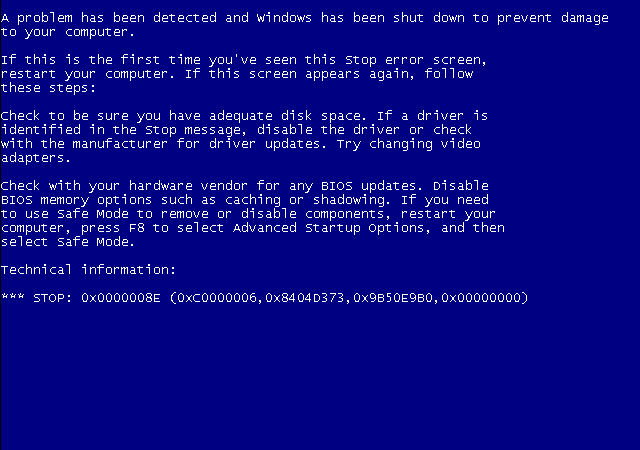 A problem has been detected and Windows has been shut down to prevent damage
to your computer.
If this is the first time you've seen this Stop error screen,
restart your computer. If this screen appears again, follow
these steps:
Check to be sure you have adequate disk space. If a driver is
identified in the Stop message, disable the driver or check
with the manufacturer for driver updates. Try changing video
adapters.
Check with your hardware vendor for any BIOS updates. Disable
BIOS memory options such as caching or shadowing. If you need
to use Safe Mode to remove or disable components, restart your
computer, press F8 to select Advanced Startup Options, and then
select Safe Mode.
Technical information:
*** STOP: 0x0000008E (0xC0000006,0x8404D373,0x9B50E9B0,0x00000000)